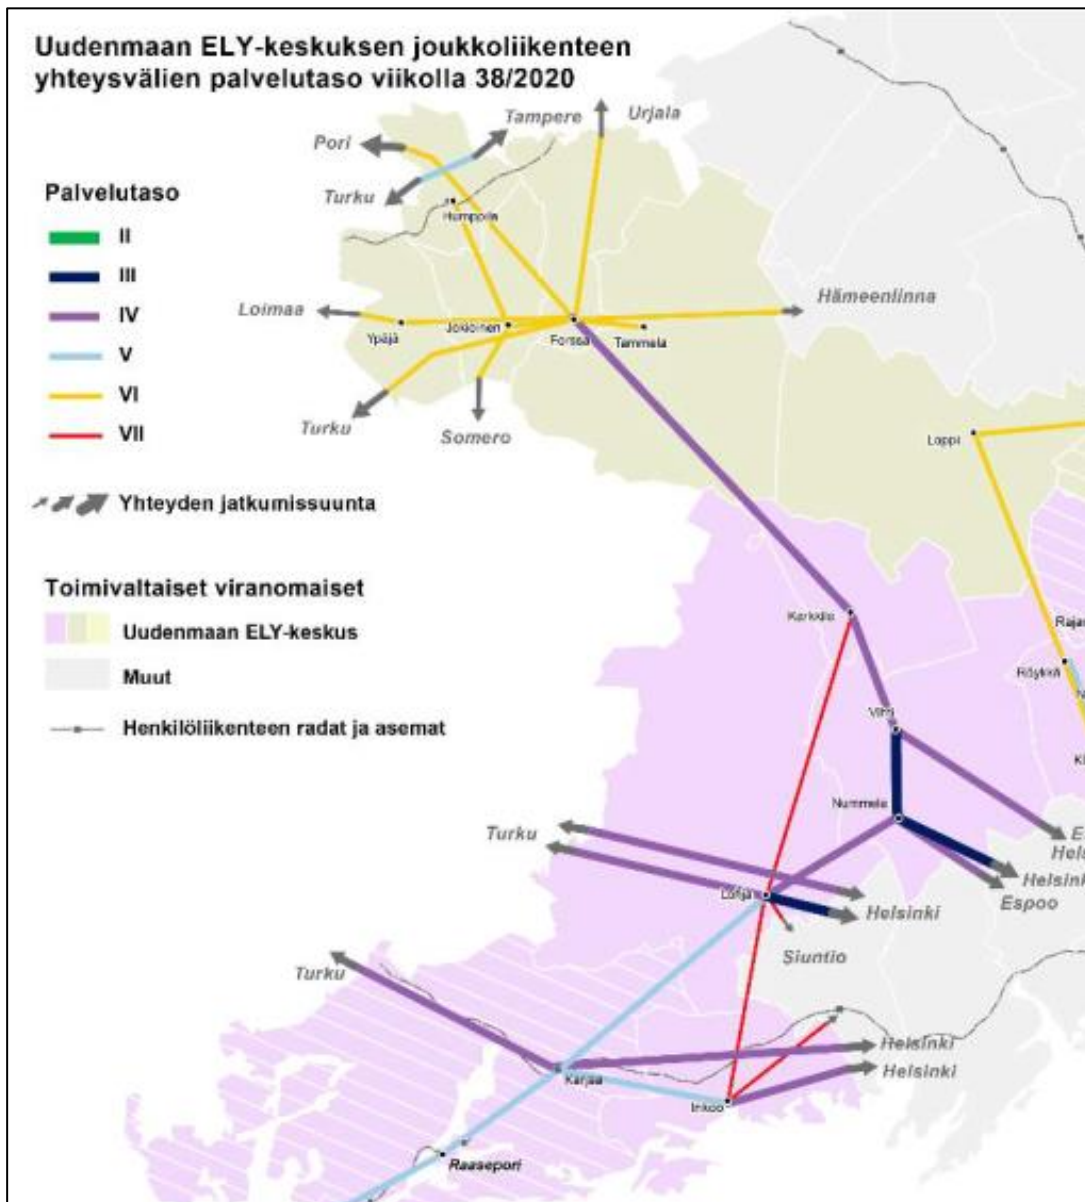 Uudenmaan ELY-keskuksen joukkoliikenteen
yhteysvälien palvelutaso viikolla 38/2020
Palvelutaso
II
III
IV
V
VI
VII
Yhteyden jatkumissuunta
Toimivaltaiset viranomaiset
Uudenmaan ELY-keskus
Muut
Henkilöliikenteen radat ja asemat
Pori
Tampere
Urjala
Turku
Humppila
Loimaa
Hämeenlinna
Ypäjä
Jokioinen
Forssa
Tammela
Turku
Somero
Loppi
Karkkila
Rajam
Röykkä
N
Vihti
Kl
Nummela
E
Hels
Turku
Helsinki
Espoo
Lohja
Helsinki
Siuntio
Turku
Helsinki
Karjaa
Helsinki
Inkoo
Raasepori